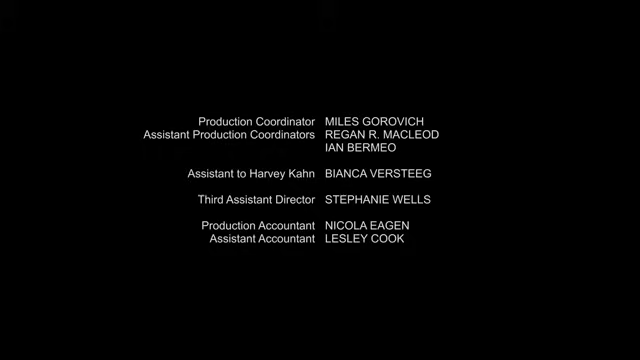 Production Coordinator MILES GOROVICH
Assistant Production Coordinators REGAN R. MACLEOD
IAN BERMEO
Assistant to Harvey Kahn BIANCA VERSTEEG
Third Assistant Director STEPHANIE WELLS
Production Accountant NICOLA EAGEN
Assistant Accountant LESLEY COOK